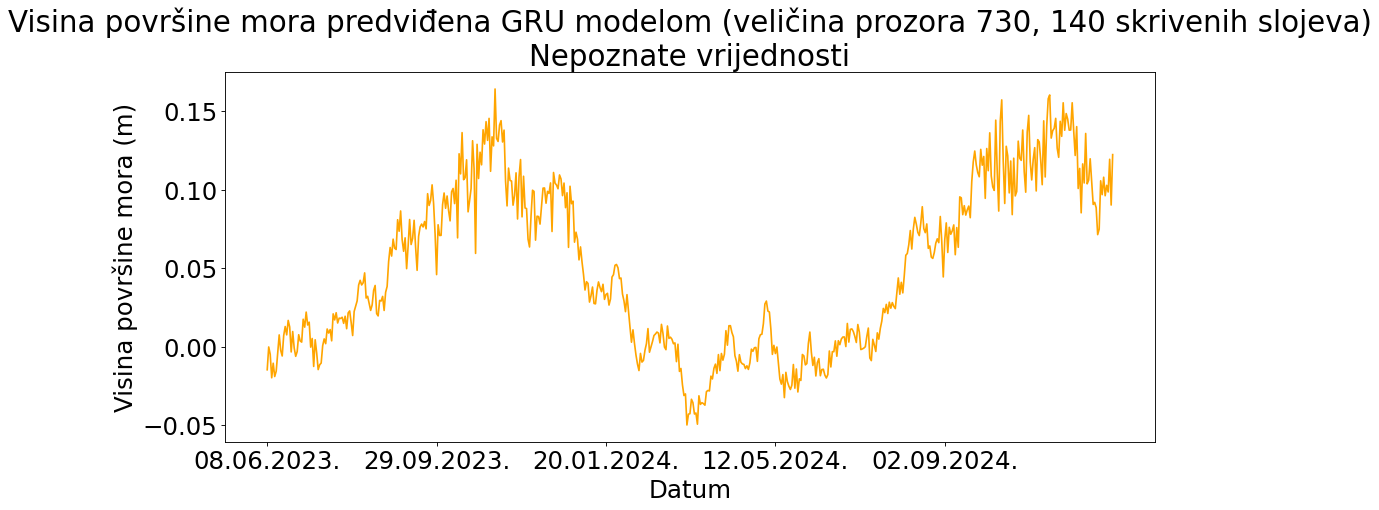 Visina površine mora predviđena GRU modelom (veličina prozora 730, 140 skrivenih slojeva)
Nepoznate vrijednosti
Visina površine mora (m)
0.15
0.10
0.05
0.00
−0.05
08.06.2023. 29.09.2023. 20.01.2024. 12.05.2024. 02.09.2024.
Datum